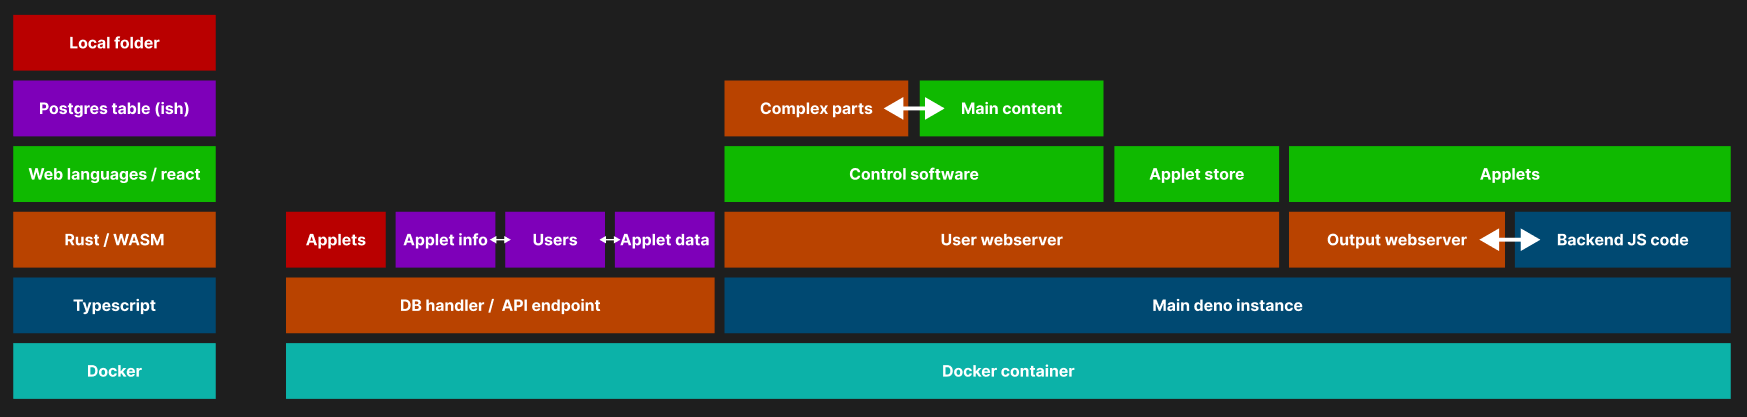 Local folder
Postgres table (ish)
Complex parts
Main content
Web languages / react
Control software
Applet store
Applets
Rust / WASM
Applets
Applet info
Users
Applet data
User webserver
Output webserver
Backend JS code
Typescript
DB handler / API endpoint
Main deno instance
Docker
Docker container